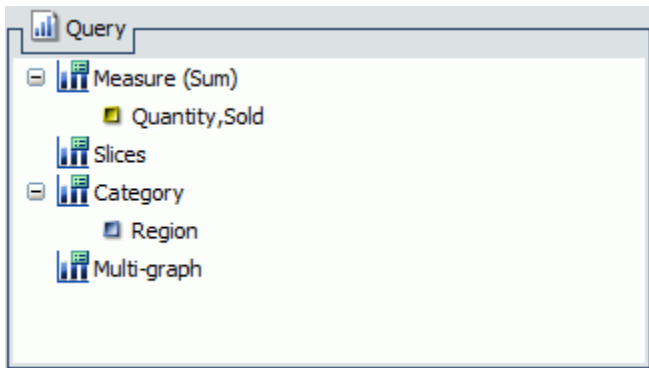 Query
Measure (Sum)
Quantity,Sold
Slices
Category
Region
Multi-graph